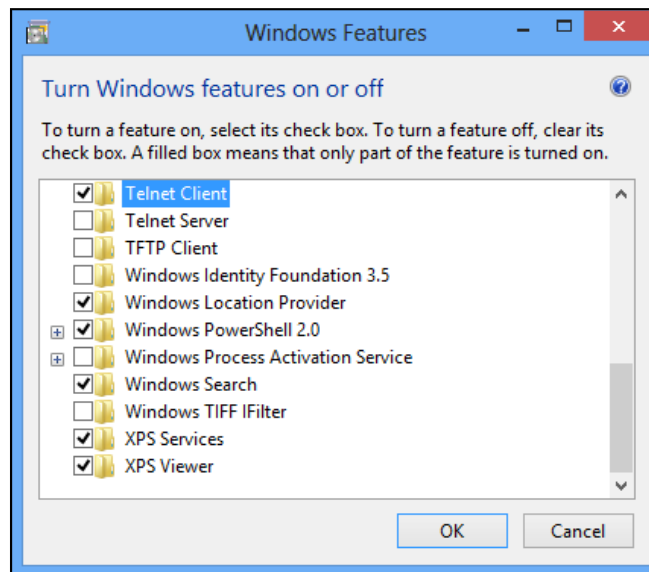 Windows Features
Turn Windows features on or off
To turn a feature on, select its check box. To turn a feature off, clear its
check box. A filled box means that only part of the feature is turned on.
Telnet Client
Telnet Server
TFTP Client
Windows Identity Foundation 3.5
Windows Location Provider
Windows PowerShell 2.0
Windows Process Activation Service
Windows Search
Windows TIFF IFilter
XPS Services
XPS Viewer
OK Cancel